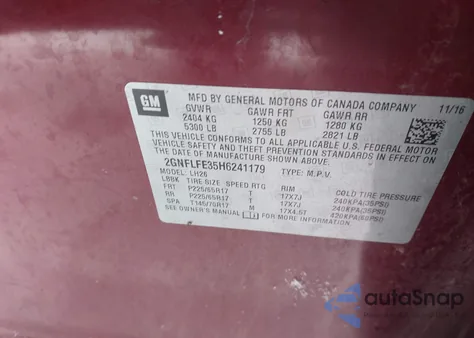 GM
MFD BY GENERAL MOTORS OF CANADA COMPANY 11/16
GVWR GAWR FRT GAWR RR
2404 KG 1250 KG 1280 KG
5300 LB 2755 LB 2821 LB
THIS VEHICLE CONFORMS TO ALL APPLICABLE U.S. FEDERAL MOTOR
VEHICLE SAFETY AND THEFT PREVENTION STANDARDS IN EFFECT ON
THE DATE OF MANUFACTURE SHOWN ABOVE.
2GNFLFE35H6241179 TYPE: M.P.V.
MODEL: LH26
TIRE SIZE SPEED RTG RIM COLD TIRE PRESSURE
FRT P225/65R17 T 17X7J 240KPA(35PSI)
RR P225/65R17 T 17X7J 240KPA(35PSI)
SPA T145/70R17 M 17X4.5T 420KPA(60PSI)
SEE OWNER'S MANUAL FOR MORE INFORMATION.
autoSnap